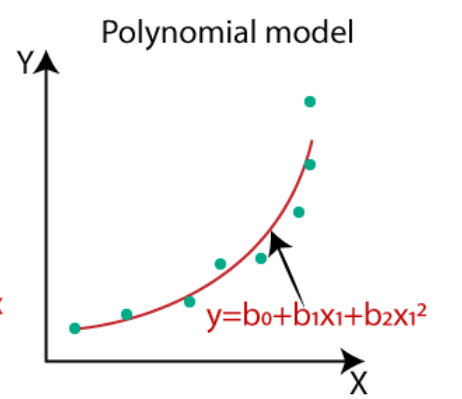 Polynomial model
Y
y=b₀+b₁x₁+b₂x₁²
X